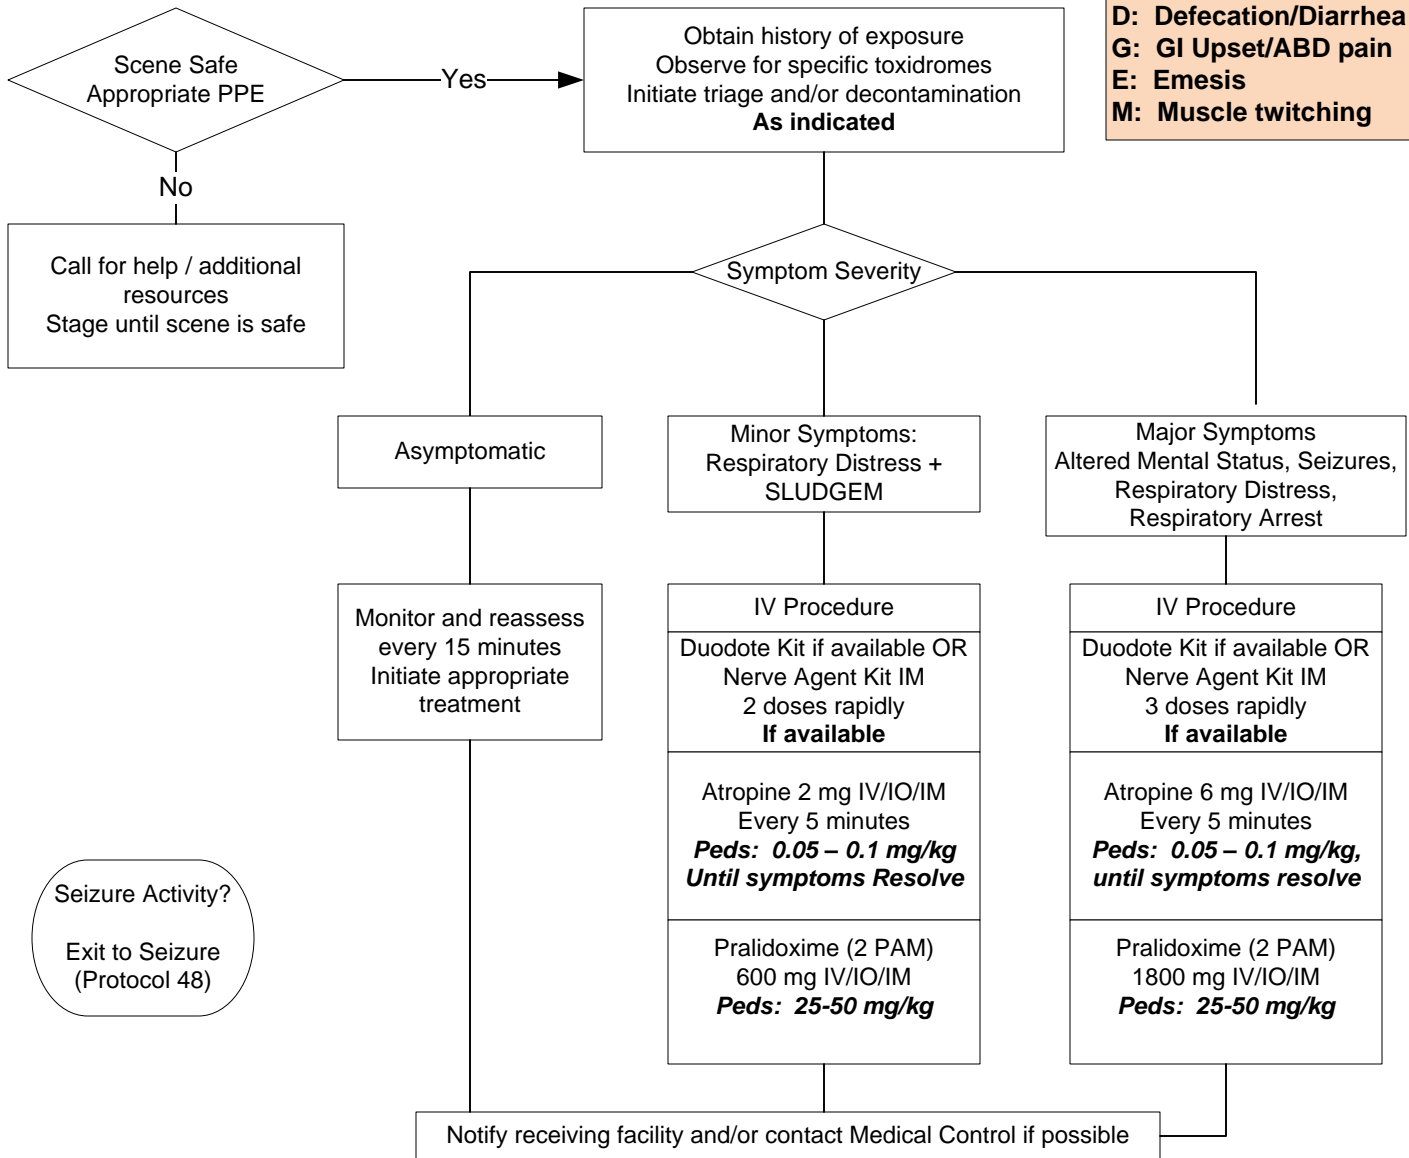 D: Defecation/Diarrhea
G: GI Upset/ABD pain
E: Emesis
M: Muscle twitching
Scene Safe
Appropriate PPE
Yes
Obtain history of exposure
Observe for specific toxidromes
Initiate triage and/or decontamination
As indicated
No
Call for help / additional
resources
Stage until scene is safe
Symptom Severity
Asymptomatic
Monitor and reassess
every 15 minutes
Initiate appropriate
treatment
Minor Symptoms:
Respiratory Distress +
SLUDGEM
IV Procedure
Duodote Kit if available OR
Nerve Agent Kit IM
2 doses rapidly
If available
Atropine 2 mg IV/IO/IM
Every 5 minutes
Peds: 0.05 – 0.1 mg/kg
Until symptoms Resolve
Pralidoxime (2 PAM)
600 mg IV/IO/IM
Peds: 25-50 mg/kg
Major Symptoms
Altered Mental Status, Seizures,
Respiratory Distress,
Respiratory Arrest
IV Procedure
Duodote Kit if available OR
Nerve Agent Kit IM
3 doses rapidly
If available
Atropine 6 mg IV/IO/IM
Every 5 minutes
Peds: 0.05 – 0.1 mg/kg,
until symptoms resolve
Pralidoxime (2 PAM)
1800 mg IV/IO/IM
Peds: 25-50 mg/kg
Seizure Activity?
Exit to Seizure
(Protocol 48)
Notify receiving facility and/or contact Medical Control if possible